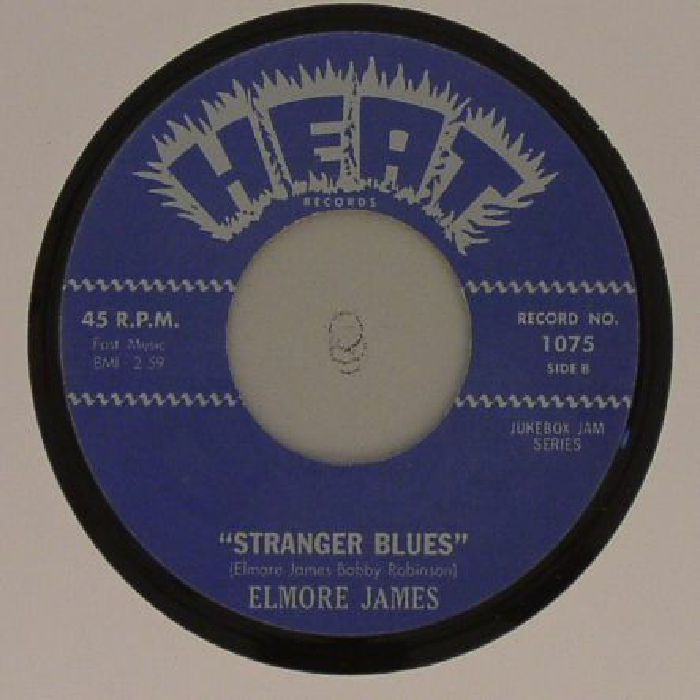 HEAT
RECORDS
45 R.P.M.
Fast Music
BMI - 2 59
RECORD NO.
1075
SIDE B
JUKEBOX JAM
SERIES
"STRANGER BLUES"
(Elmore James Bobby Robinson)
ELMORE JAMES